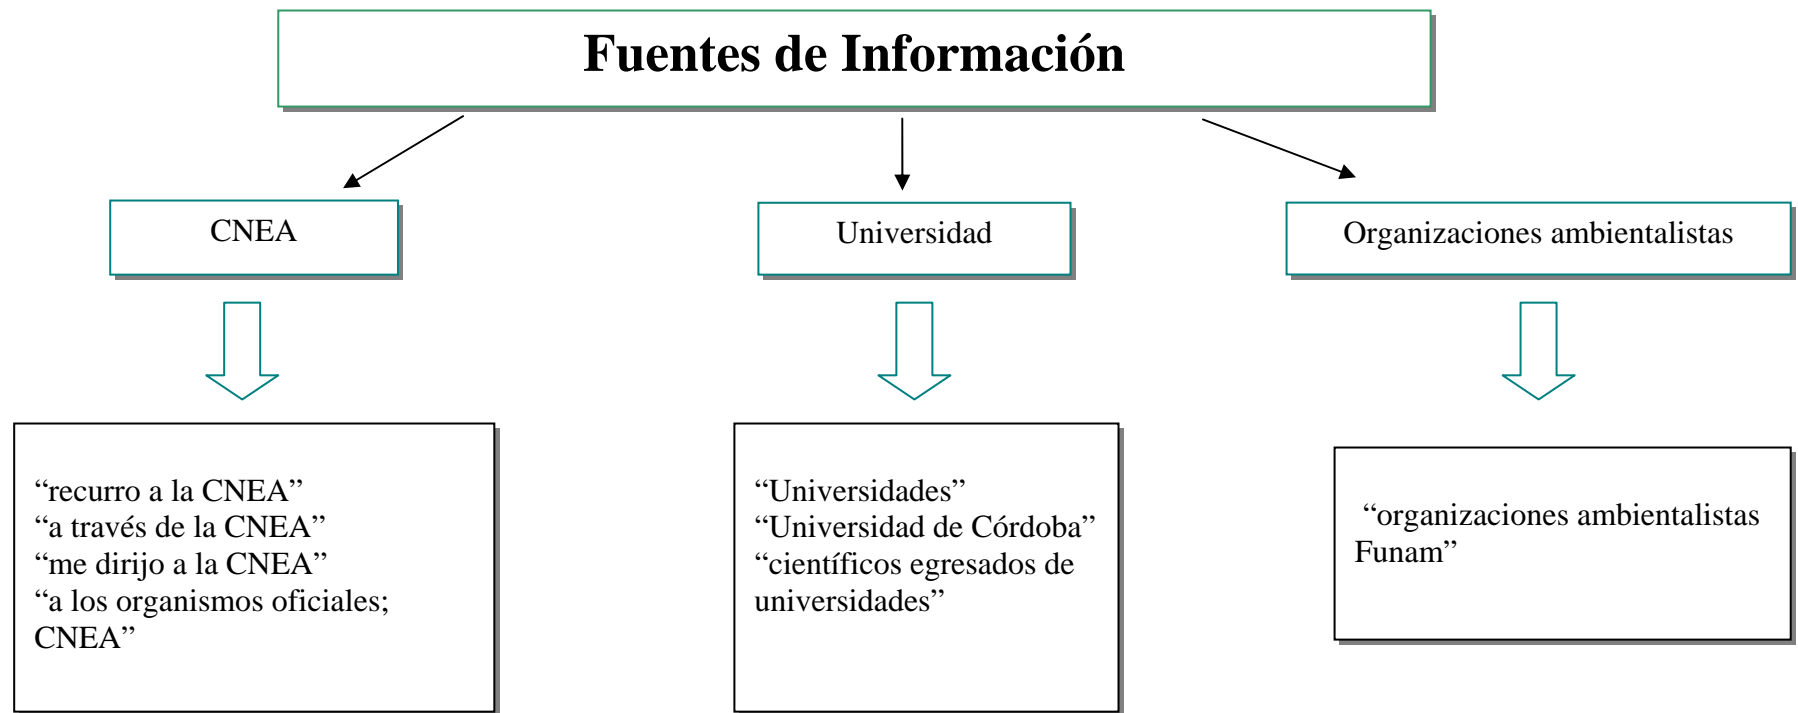 Fuentes de Información
CNEA
Universidad
Organizaciones ambientalistas
“recurro a la CNEA”
“a través de la CNEA”
“me dirijo a la CNEA”
“a los organismos oficiales;
CNEA”
“Universidades”
“Universidad de Córdoba”
“científicos egresados de
universidades”
“organizaciones ambientalistas
Funam”